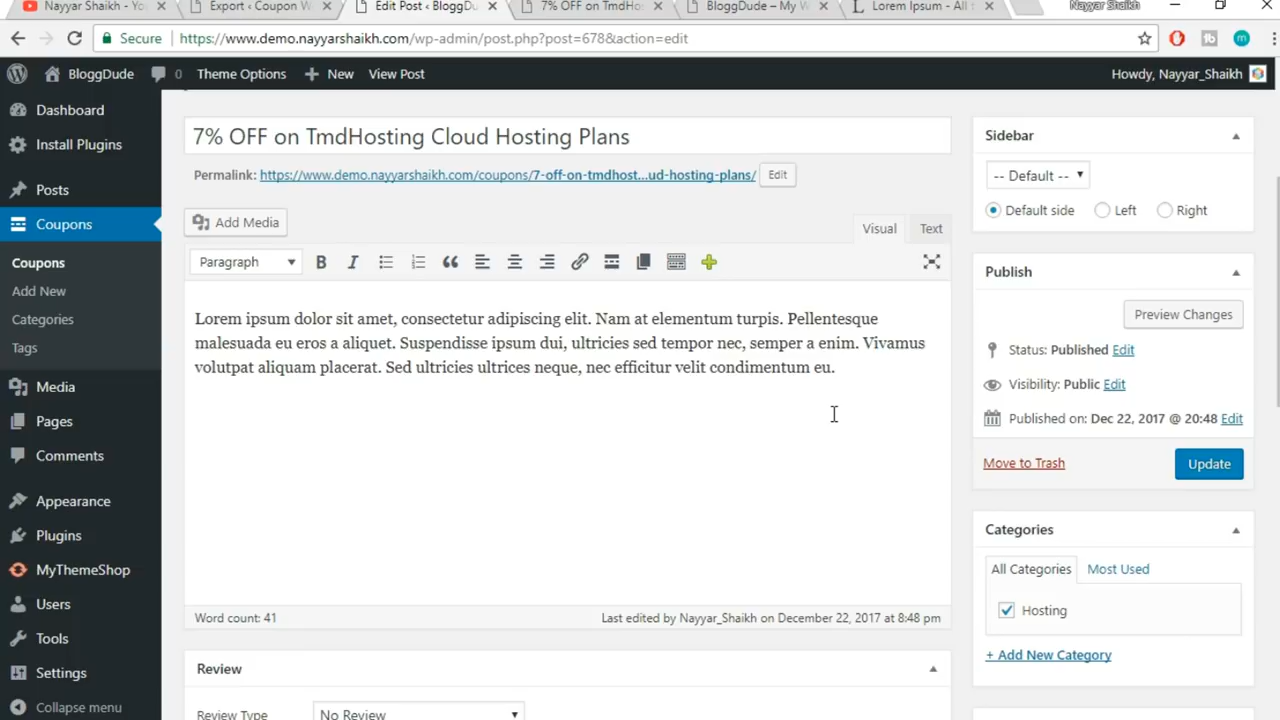 Nayyar Shaikh - Yo
Export ‹ Coupon W
Edit Post ‹ BloggDu
7% OFF on TmdHos
BloggDude – My W
Lorem Ipsum - All t
Nayyar Shaikh
Secure
https://www.demo.nayyarshaikh.com/wp-admin/post.php?post=678&action=edit
BloggDude
0
Theme Options
New
View Post
Howdy, Nayyar_Shaikh
Dashboard
Install Plugins
Posts
Coupons
Coupons
Add New
Categories
Tags
Media
Pages
Comments
Appearance
Plugins
MyThemeShop
Users
Tools
Settings
Collapse menu
7% OFF on TmdHosting Cloud Hosting Plans
Permalink: https://www.demo.nayyarshaikh.com/coupons/7-off-on-tmdhost...ud-hosting-plans/ Edit
Add Media
Visual
Text
Paragraph
B
I
Lorem ipsum dolor sit amet, consectetur adipiscing elit. Nam at elementum turpis. Pellentesque
malesuada eu eros a aliquet. Suspendisse ipsum dui, ultricies sed tempor nec, semper a enim. Vivamus
volutpat aliquam placerat. Sed ultricies ultrices neque, nec efficitur velit condimentum eu.
Word count: 41
Last edited by Nayyar_Shaikh on December 22, 2017 at 8:48 pm
Review
Review Type
No Review
Sidebar
-- Default --
Default side
Left
Right
Publish
Preview Changes
Status: Published Edit
Visibility: Public Edit
Published on: Dec 22, 2017 @ 20:48 Edit
Move to Trash
Update
Categories
All Categories
Most Used
Hosting
+ Add New Category